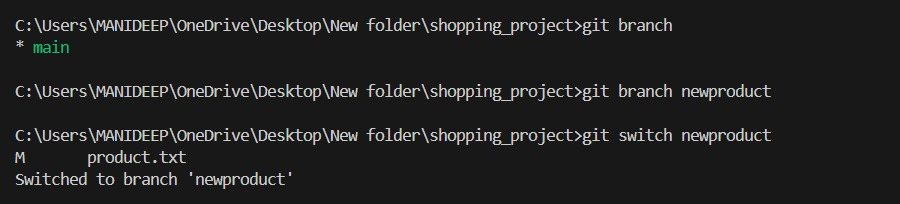 C:\Users\MANIDEEP\OneDrive\Desktop\New folder\shopping_project>git branch
* main
C:\Users\MANIDEEP\OneDrive\Desktop\New folder\shopping_project>git branch newproduct
C:\Users\MANIDEEP\OneDrive\Desktop\New folder\shopping_project>git switch newproduct
M       product.txt
Switched to branch 'newproduct'